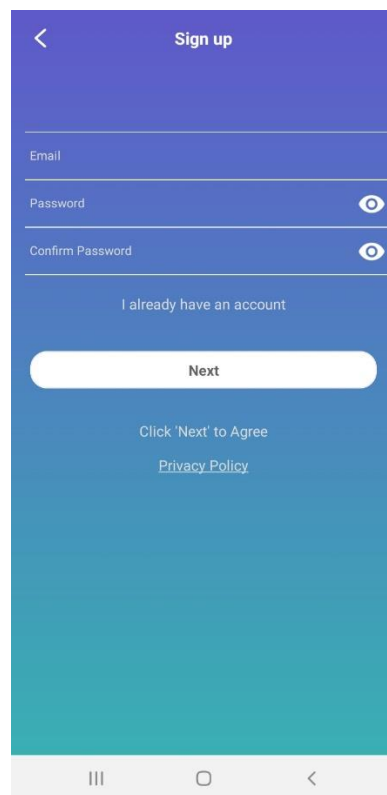 Sign up
Email
Password
Confirm Password
I already have an account
Next
Click 'Next' to Agree
Privacy Policy